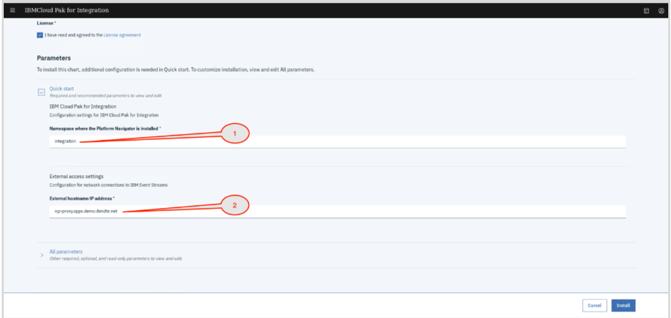 IBMCloud Pak for Integration
License *
I have read and agreed to the License agreement
Parameters
To install this chart, additional configuration is needed in Quick start. To customize installation, view and edit All parameters.
Quick start
Required and recommended parameters to view and edit
IBM Cloud Pak for Integration
Configuration settings for IBM Cloud Pak for Integration
Namespace where the Platform Navigator is installed *
1
integration
External access settings
Configuration for network connections to IBM Event Streams
External hostname/IP address *
2
icp-proxy.apps.demo.ibmdte.net
All parameters
Other required, optional, and read-only parameters to view and edit
Cancel
Install